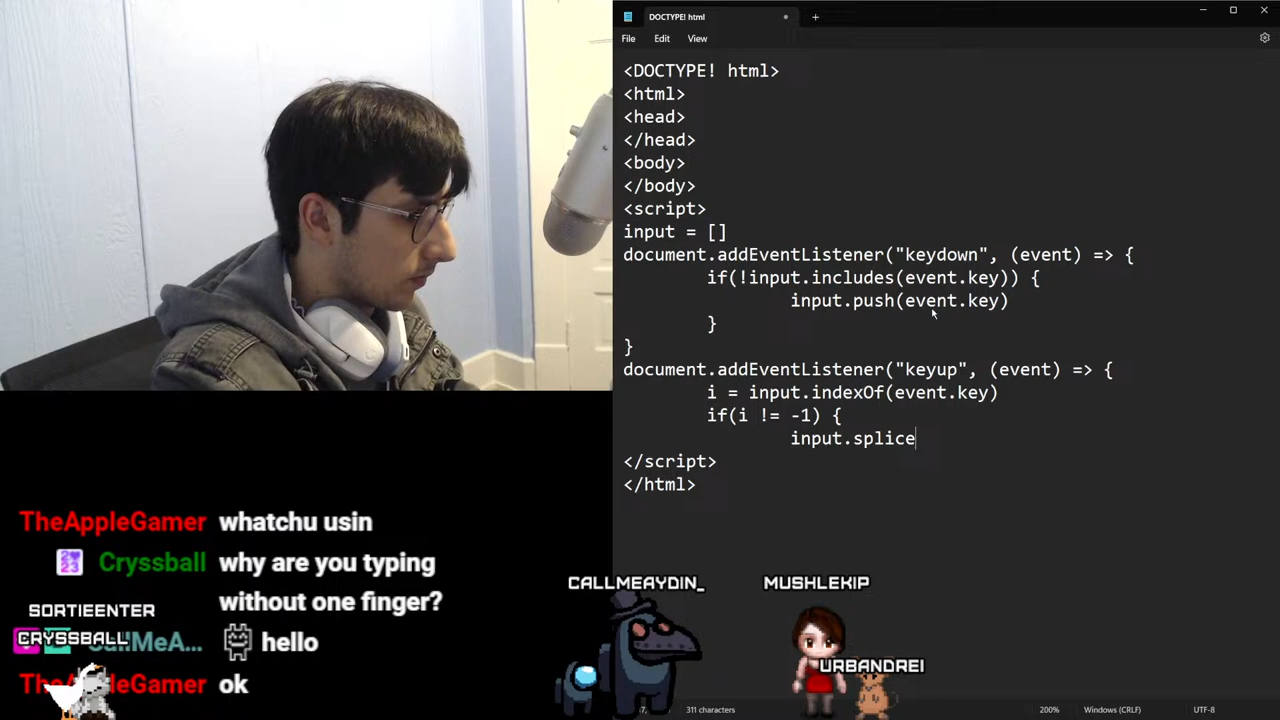 DOCTYPE! html
File Edit View
<DOCTYPE! html>
<html>
<head>
</head>
<body>
</body>
<script>
input = []
document.addEventListener("keydown", (event) => {
if(!input.includes(event.key)) {
input.push(event.key)
}
}
document.addEventListener("keyup", (event) => {
i = input.indexOf(event.key)
if(i != -1) {
input.splice
</script>
</html>
TheAppleGamer whatchu usin
Cryssball why are you typing
without one finger?
SORTIEENTER
CRYSSBALL
hello
TheAppleGamer ok
CALLMEAYDIN_
MUSHLEKIP
URBANDREI
311 characters
200%
Windows (CRLF)
UTF-8